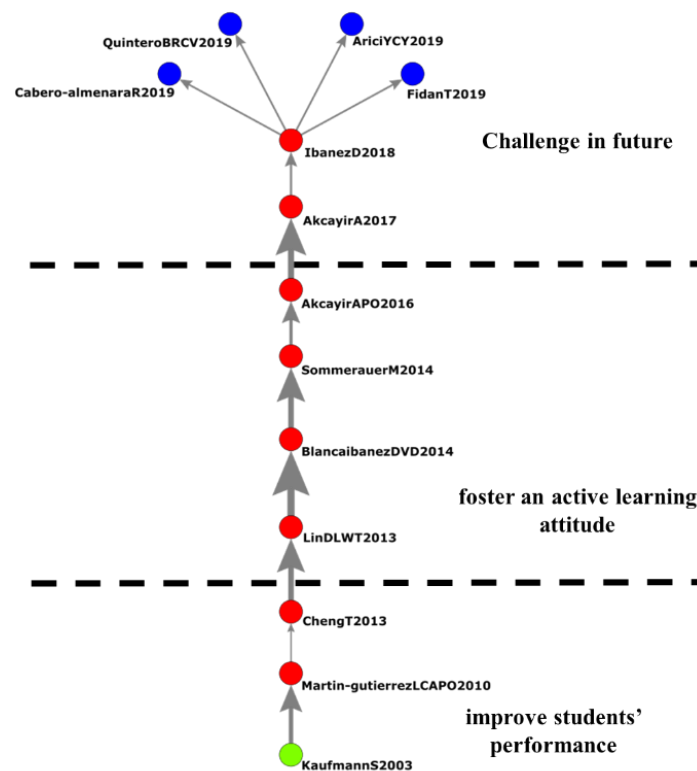 QuinteroBRCV2019
AriciYCY2019
Cabero-almenaraR2019
FidanT2019
Challenge in future
IbanezD2018
AkcayirA2017
AkcayirAPO2016
SommerauerM2014
BlancaibanezDVD2014
foster an active learning
attitude
LinDLWT2013
ChengT2013
Martin-gutierrezLCAPO2010
improve students’
performance
KaufmannS2003